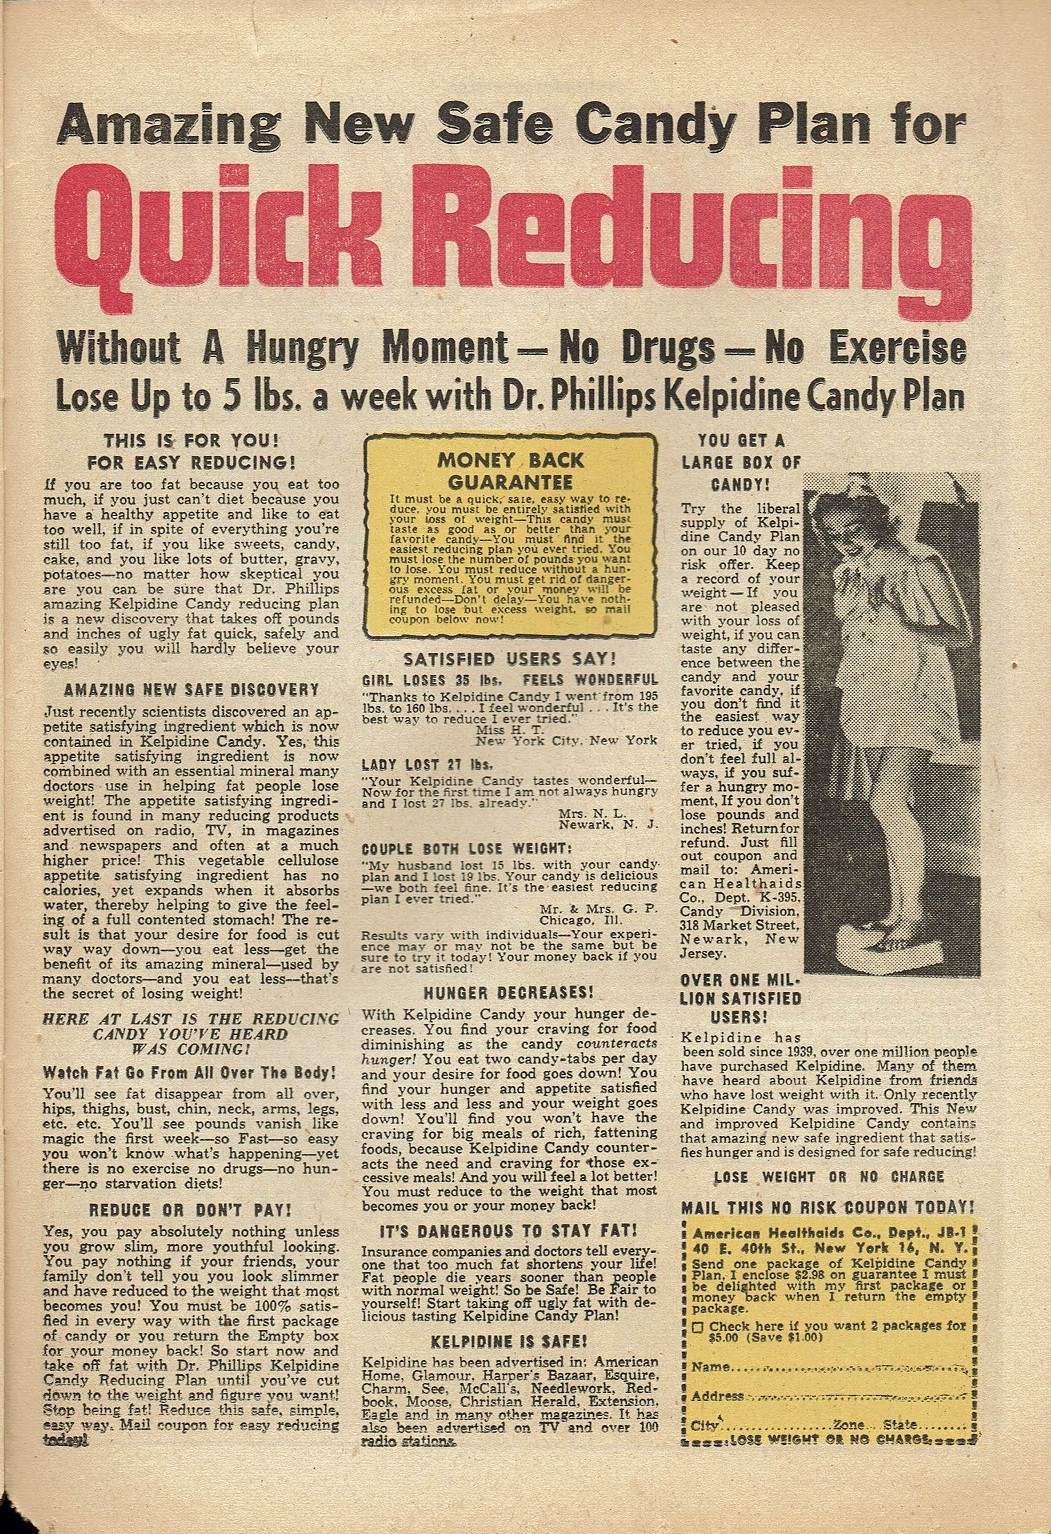 Amazing New Safe Candy Plan for
Quick Reducing
Without A Hungry Moment — No Drugs — No Exercise
Lose Up to 5 lbs. a week with Dr. Phillips Kelpidine Candy Plan
THIS IS FOR YOU!
FOR EASY REDUCING!
If you are too fat because you eat too
much, if you just can't diet because you
have a healthy appetite and like to eat
too well, if in spite of everything you're
still too fat, if you like sweets, candy,
cake, and you like lots of butter, gravy,
potatoes—no matter how skeptical you
are you can be sure that Dr. Phillips
amazing Kelpidine Candy reducing plan
is a new discovery that takes off pounds
and inches of ugly fat quick, safely and
so easily you will hardly believe your
eyes!
AMAZING NEW SAFE DISCOVERY
Just recently scientists discovered an ap-
petite satisfying ingredient which is now
contained in Kelpidine Candy. Yes, this
appetite satisfying ingredient is now
combined with an essential mineral many
doctors use in helping fat people lose
weight! The appetite satisfying ingredi-
ent is found in many reducing products
advertised on radio, TV, in magazines
and newspapers and often at a much
higher price! This vegetable cellulose
appetite satisfying ingredient has no
calories, yet expands when it absorbs
water, thereby helping to give the feel-
ing of a full contented stomach! The re-
sult is that your desire for food is cut
way way down—you eat less—get the
benefit of its amazing mineral—used by
many doctors—and you eat less—that's
the secret of losing weight!
HERE AT LAST IS THE REDUCING
CANDY YOU'VE HEARD
WAS COMING!
Watch Fat Go From All Over The Body!
You'll see fat disappear from all over,
hips, thighs, bust, chin, neck, arms, legs,
etc. etc. You'll see pounds vanish like
magic the first week—so Fast—so easy
you won't know what's happening—yet
there is no exercise no drugs—no hun-
ger—no starvation diets!
REDUCE OR DON'T PAY!
Yes, you pay absolutely nothing unless
you grow slim, more youthful looking.
You pay nothing if your friends, your
family don't tell you you look slimmer
and have reduced to the weight that most
becomes you! You must be 100% satis-
fied in every way with the first package
of candy or you return the Empty box
for your money back! So start now and
take off fat with Dr. Phillips Kelpidine
Candy Reducing Plan until you've cut
down to the weight and figure you want!
Stop being fat! Reduce this safe, simple,
easy way. Mail coupon for easy reducing
today!
MONEY BACK
GUARANTEE
It must be a quick, safe, easy way to re-
duce, you must be entirely satisfied with
your loss of weight—This candy must
taste as good as or better than your
favorite candy—You must find it the
easiest reducing plan you ever tried. You
must lose the number of pounds you want
to lose. You must reduce without a hun-
gry moment. You must get rid of danger-
ous excess fat or your money will be
refunded—Don't delay—You have noth-
ing to lose but excess weight, so mail
coupon below now!
SATISFIED USERS SAY!
GIRL LOSES 35 lbs. FEELS WONDERFUL
"Thanks to Kelpidine Candy I went from 195
lbs. to 160 lbs. . . . I feel wonderful . . . It's the
best way to reduce I ever tried."
Miss H. T.
New York City, New York
LADY LOST 27 lbs.
"Your Kelpidine Candy tastes wonderful—
Now for the first time I am not always hungry
and I lost 27 lbs. already."
Mrs. N. L.
Newark, N. J.
COUPLE BOTH LOSE WEIGHT:
"My husband lost 15 lbs. with your candy
plan and I lost 19 lbs. Your candy is delicious
—we both feel fine. It's the easiest reducing
plan I ever tried."
Mr. & Mrs. G. P.
Chicago, Ill.
Results vary with individuals—Your experi-
ence may or may not be the same but be
sure to try it today! Your money back if you
are not satisfied!
HUNGER DECREASES!
With Kelpidine Candy your hunger de-
creases. You find your craving for food
diminishing as the candy counteracts
hunger! You eat two candy-tabs per day
and your desire for food goes down! You
find your hunger and appetite satisfied
with less and less and your weight goes
down! You'll find you won't have the
craving for big meals of rich, fattening
foods, because Kelpidine Candy counter-
acts the need and craving for those ex-
cessive meals! And you will feel a lot better!
You must reduce to the weight that most
becomes you or your money back!
IT'S DANGEROUS TO STAY FAT!
Insurance companies and doctors tell every-
one that too much fat shortens your life!
Fat people die years sooner than people
with normal weight! So be Safe! Be Fair to
yourself! Start taking off ugly fat with de-
licious tasting Kelpidine Candy Plan!
KELPIDINE IS SAFE!
Kelpidine has been advertised in: American
Home, Glamour, Harper's Bazaar, Esquire,
Charm, See, McCall's, Needlework, Red-
book, Moose, Christian Herald, Extension,
Eagle and in many other magazines. It has
also been advertised on TV and over 100
radio stations.
YOU GET A
LARGE BOX OF
CANDY!
Try the liberal
supply of Kelpi-
dine Candy Plan
on our 10 day no
risk offer. Keep
a record of your
weight — If you
are not pleased
with your loss of
weight, if you can
taste any differ-
ence between the
candy and your
favorite candy, if
you don't find it
the easiest way
to reduce you ev-
er tried, if you
don't feel full al-
ways, if you suf-
fer a hungry mo-
ment, If you don't
lose pounds and
inches! Return for
refund. Just fill
out coupon and
mail to: Ameri-
can Healthaids
Co., Dept. K-395,
Candy Division,
318 Market Street,
Newark, New
Jersey.
OVER ONE MIL-
LION SATISFIED
USERS!
Kelpidine has
been sold since 1939, over one million people
have purchased Kelpidine. Many of them
have heard about Kelpidine from friends
who have lost weight with it. Only recently
Kelpidine Candy was improved. This New
and improved Kelpidine Candy contains
that amazing new safe ingredient that satis-
fies hunger and is designed for safe reducing!
LOSE WEIGHT OR NO CHARGE
MAIL THIS NO RISK COUPON TODAY!
American Healthaids Co., Dept., JB-1
40 E. 40th St., New York 16, N. Y.
Send one package of Kelpidine Candy
Plan, I enclose $2.98 on guarantee I must
be delighted with my first package or
money back when I return the empty
package.
☐ Check here if you want 2 packages for
$5.00 (Save $1.00)
Name
Address
City Zone State
LOSE WEIGHT OR NO CHARGE